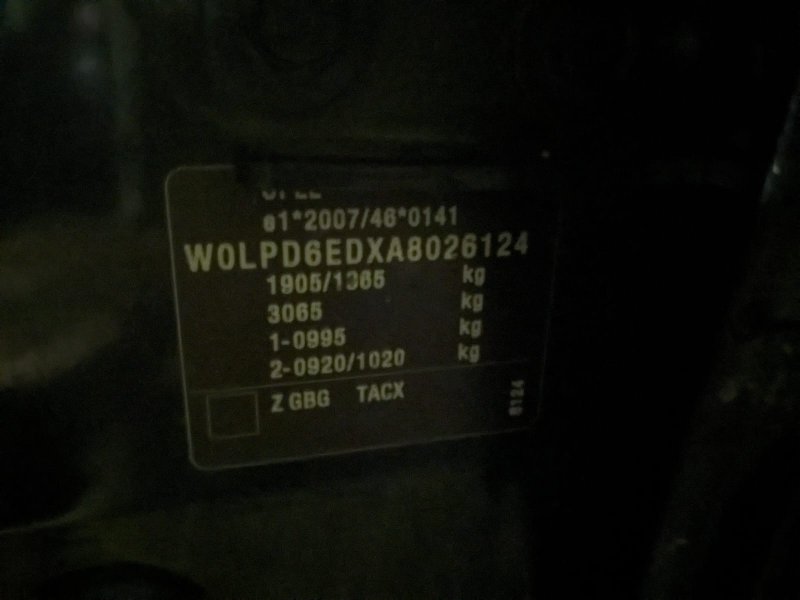 e1*2007/46*0141
W0LPD6EDXA8026124
1905/1365 kg
3065 kg
1-0995 kg
2-0920/1020 kg
Z GBG TACX
6124